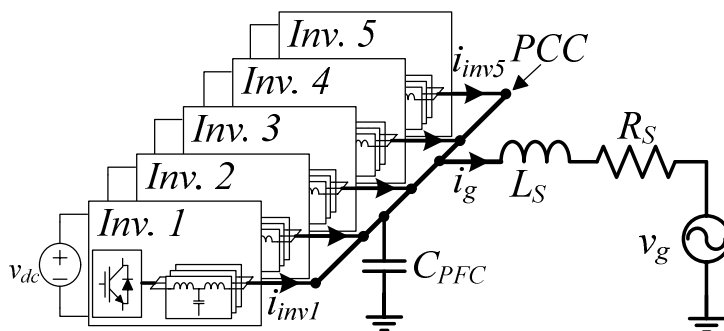 Inv. 5
i_inv5
PCC
Inv. 4
Inv. 3
R_S
Inv. 2
i_g
L_S
Inv. 1
v_dc
i_inv1
C_PFC
v_g